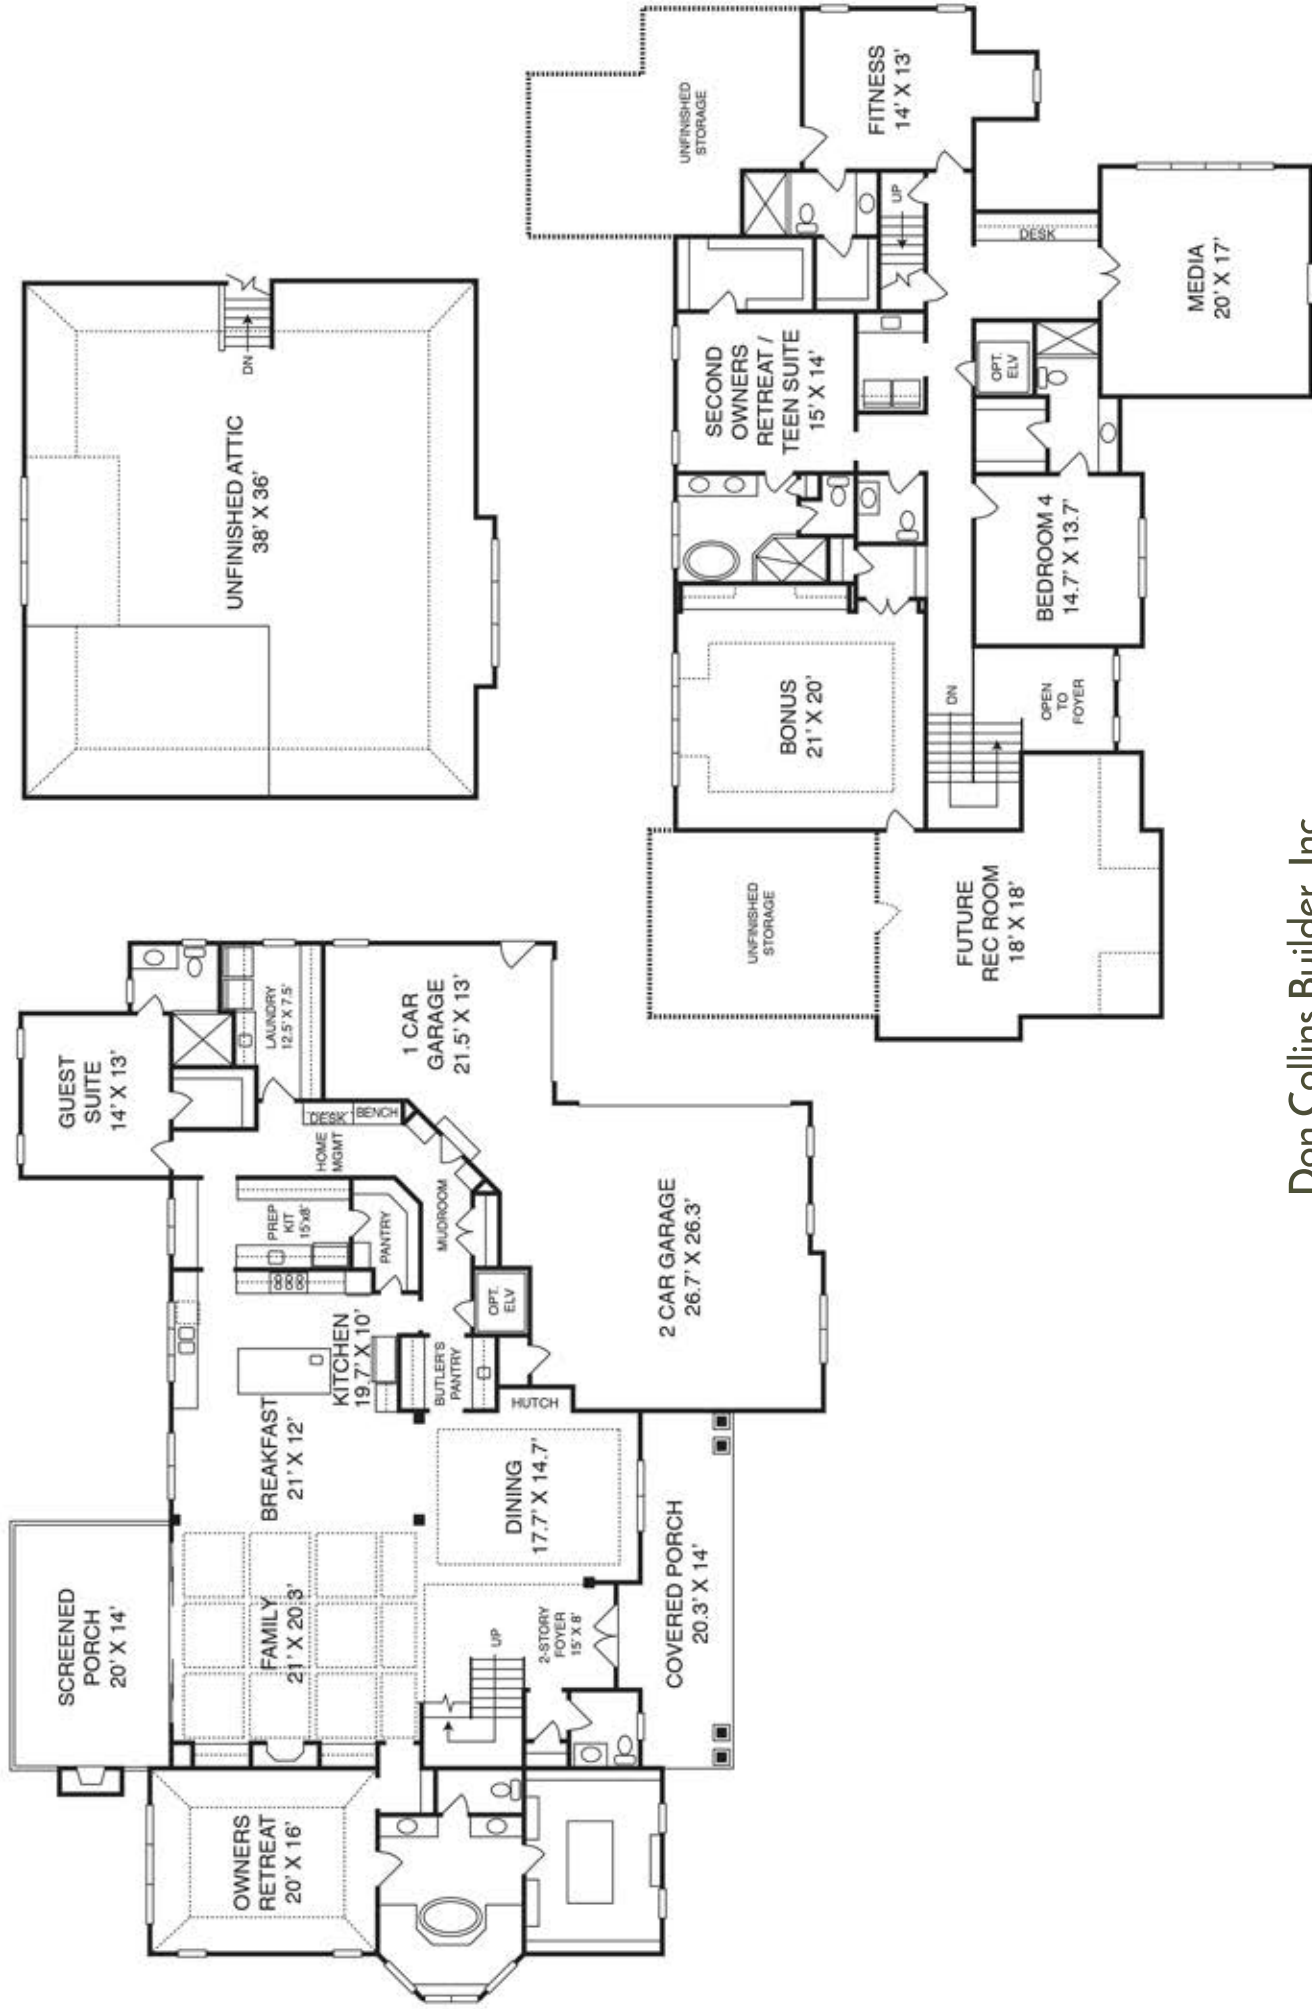 SCREENED
PORCH
20' X 14'
OWNERS
RETREAT
20' X 16'
FAMILY
21' X 20.3'
BREAKFAST
21' X 12'
KITCHEN
19.7' X 10'
PREP
KIT
15'x8'
PANTRY
GUEST
SUITE
14' X 13'
LAUNDRY
12.5' X 7.5'
HOME
MGMT
DESK
BENCH
MUDROOM
OPT.
ELV
BUTLER'S
PANTRY
HUTCH
DINING
17.7' X 14.7'
UP
2-STORY
FOYER
15' X 8'
COVERED PORCH
20.3' X 14'
1 CAR
GARAGE
21.5' X 13'
2 CAR GARAGE
26.7' X 26.3'
UNFINISHED ATTIC
38' X 36'
DN
UNFINISHED
STORAGE
FUTURE
REC ROOM
18' X 18'
BONUS
21' X 20'
DN
OPEN
TO
FOYER
SECOND
OWNERS
RETREAT /
TEEN SUITE
15' X 14'
BEDROOM 4
14.7' X 13.7'
OPT.
ELV
UP
DESK
UNFINISHED
STORAGE
FITNESS
14' X 13'
MEDIA
20' X 17'
Don Collins Builder, Inc